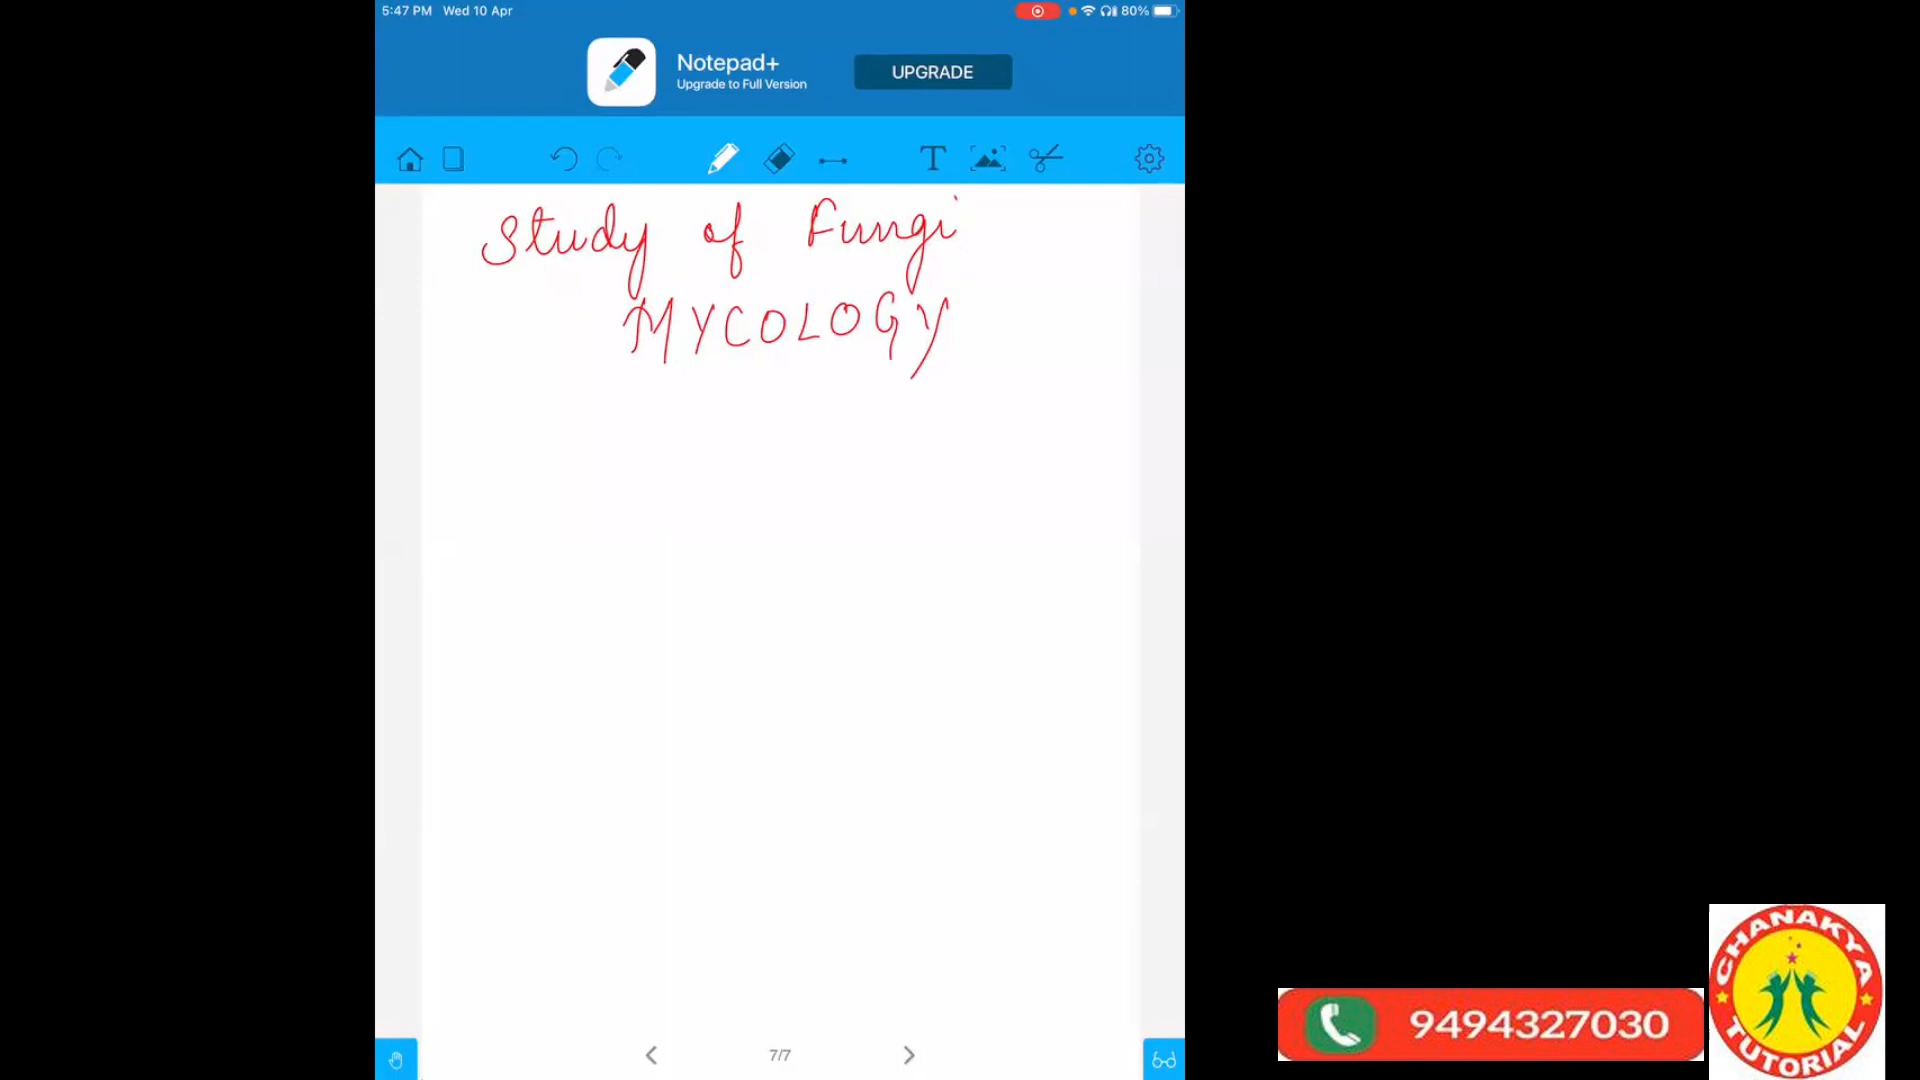 5:47 PM Wed 10 Apr 80%
Notepad+
Upgrade to Full Version
UPGRADE
T
Study of Fungi
MYCOLOGY
7/7
9494327030
CHANAKYA
TUTORIAL